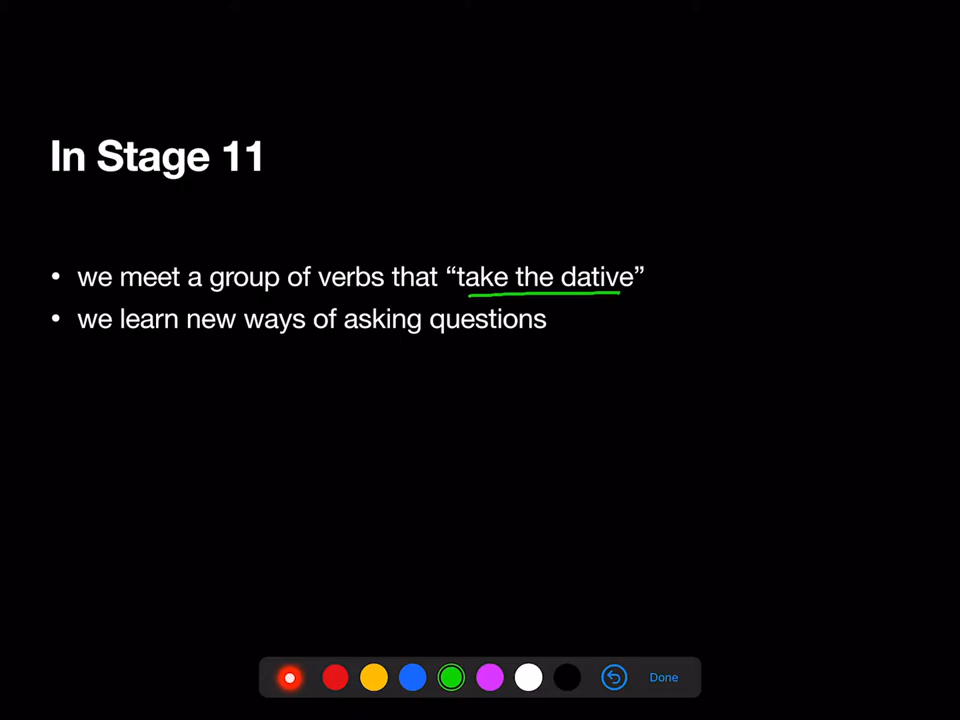 In Stage 11
• we meet a group of verbs that “take the dative”
• we learn new ways of asking questions
Done